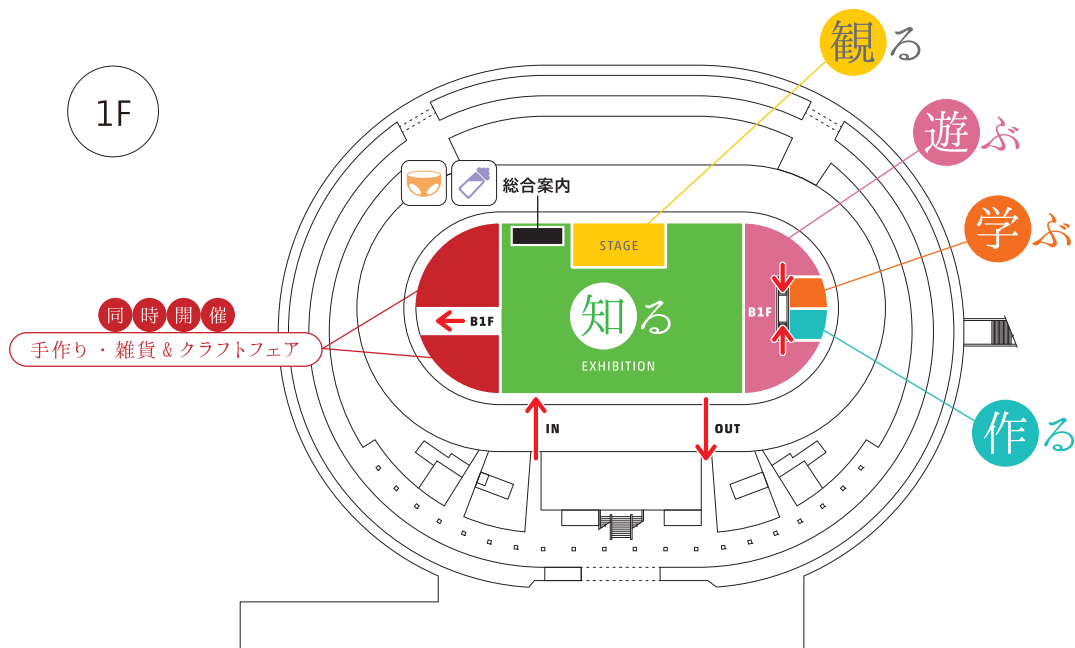 1F
観る
遊ぶ
学ぶ
作る
総合案内
STAGE
知る
EXHIBITION
B1F
B1F
同時開催
手作り・雑貨&クラフトフェア
IN
OUT